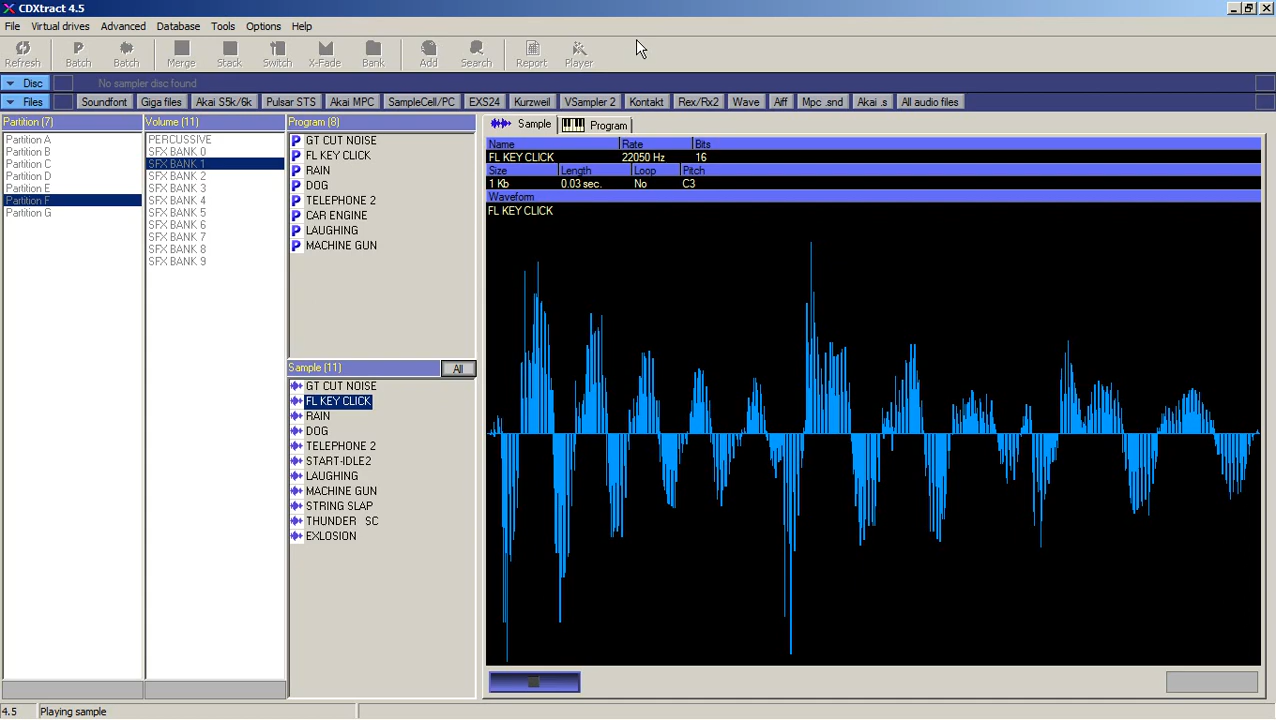 CDXtract 4.5
File Virtual drives Advanced Database Tools Options Help
Refresh Batch Batch Merge Stack Switch X-Fade Bank Add Search Report Player
Disc No sampler disc found
Files Soundfont Giga files Akai S5k/6k Pulsar STS Akai MPC SampleCell/PC EXS24 Kurzweil VSampler 2 Kontakt Rex/Rx2 Wave Aiff Mpc .snd Akai .s All audio files
Partition (7)
Partition A
Partition B
Partition C
Partition D
Partition E
Partition F
Partition G
Volume (11)
PERCUSSIVE
SFX BANK 0
SFX BANK 1
SFX BANK 2
SFX BANK 3
SFX BANK 4
SFX BANK 5
SFX BANK 6
SFX BANK 7
SFX BANK 8
SFX BANK 9
Program (8)
P GT CUT NOISE
P FL KEY CLICK
P RAIN
P DOG
P TELEPHONE 2
P CAR ENGINE
P LAUGHING
P MACHINE GUN
Sample (11) All
GT CUT NOISE
FL KEY CLICK
RAIN
DOG
TELEPHONE 2
START-IDLE2
LAUGHING
MACHINE GUN
STRING SLAP
THUNDER SC
EXLOSION
Sample Program
Name Rate Bits
FL KEY CLICK 22050 Hz 16
Size Length Loop Pitch
1 Kb 0.03 sec. No C3
Waveform
FL KEY CLICK
4.5 Playing sample